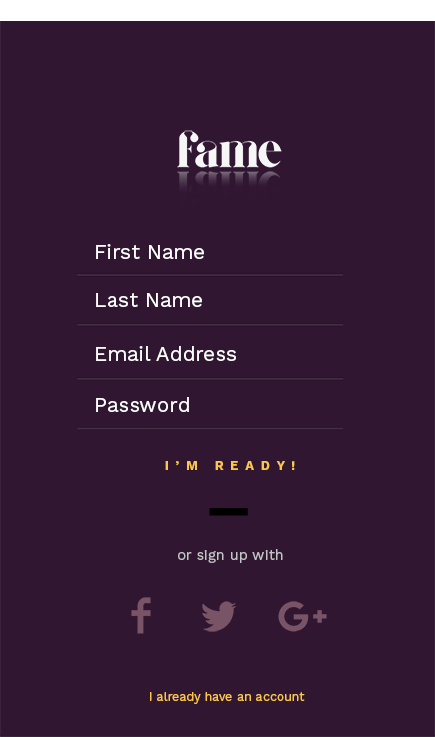 fame
First Name
Last Name
Email Address
Password
I'M READY!
or sign up with
f
G+
I already have an account